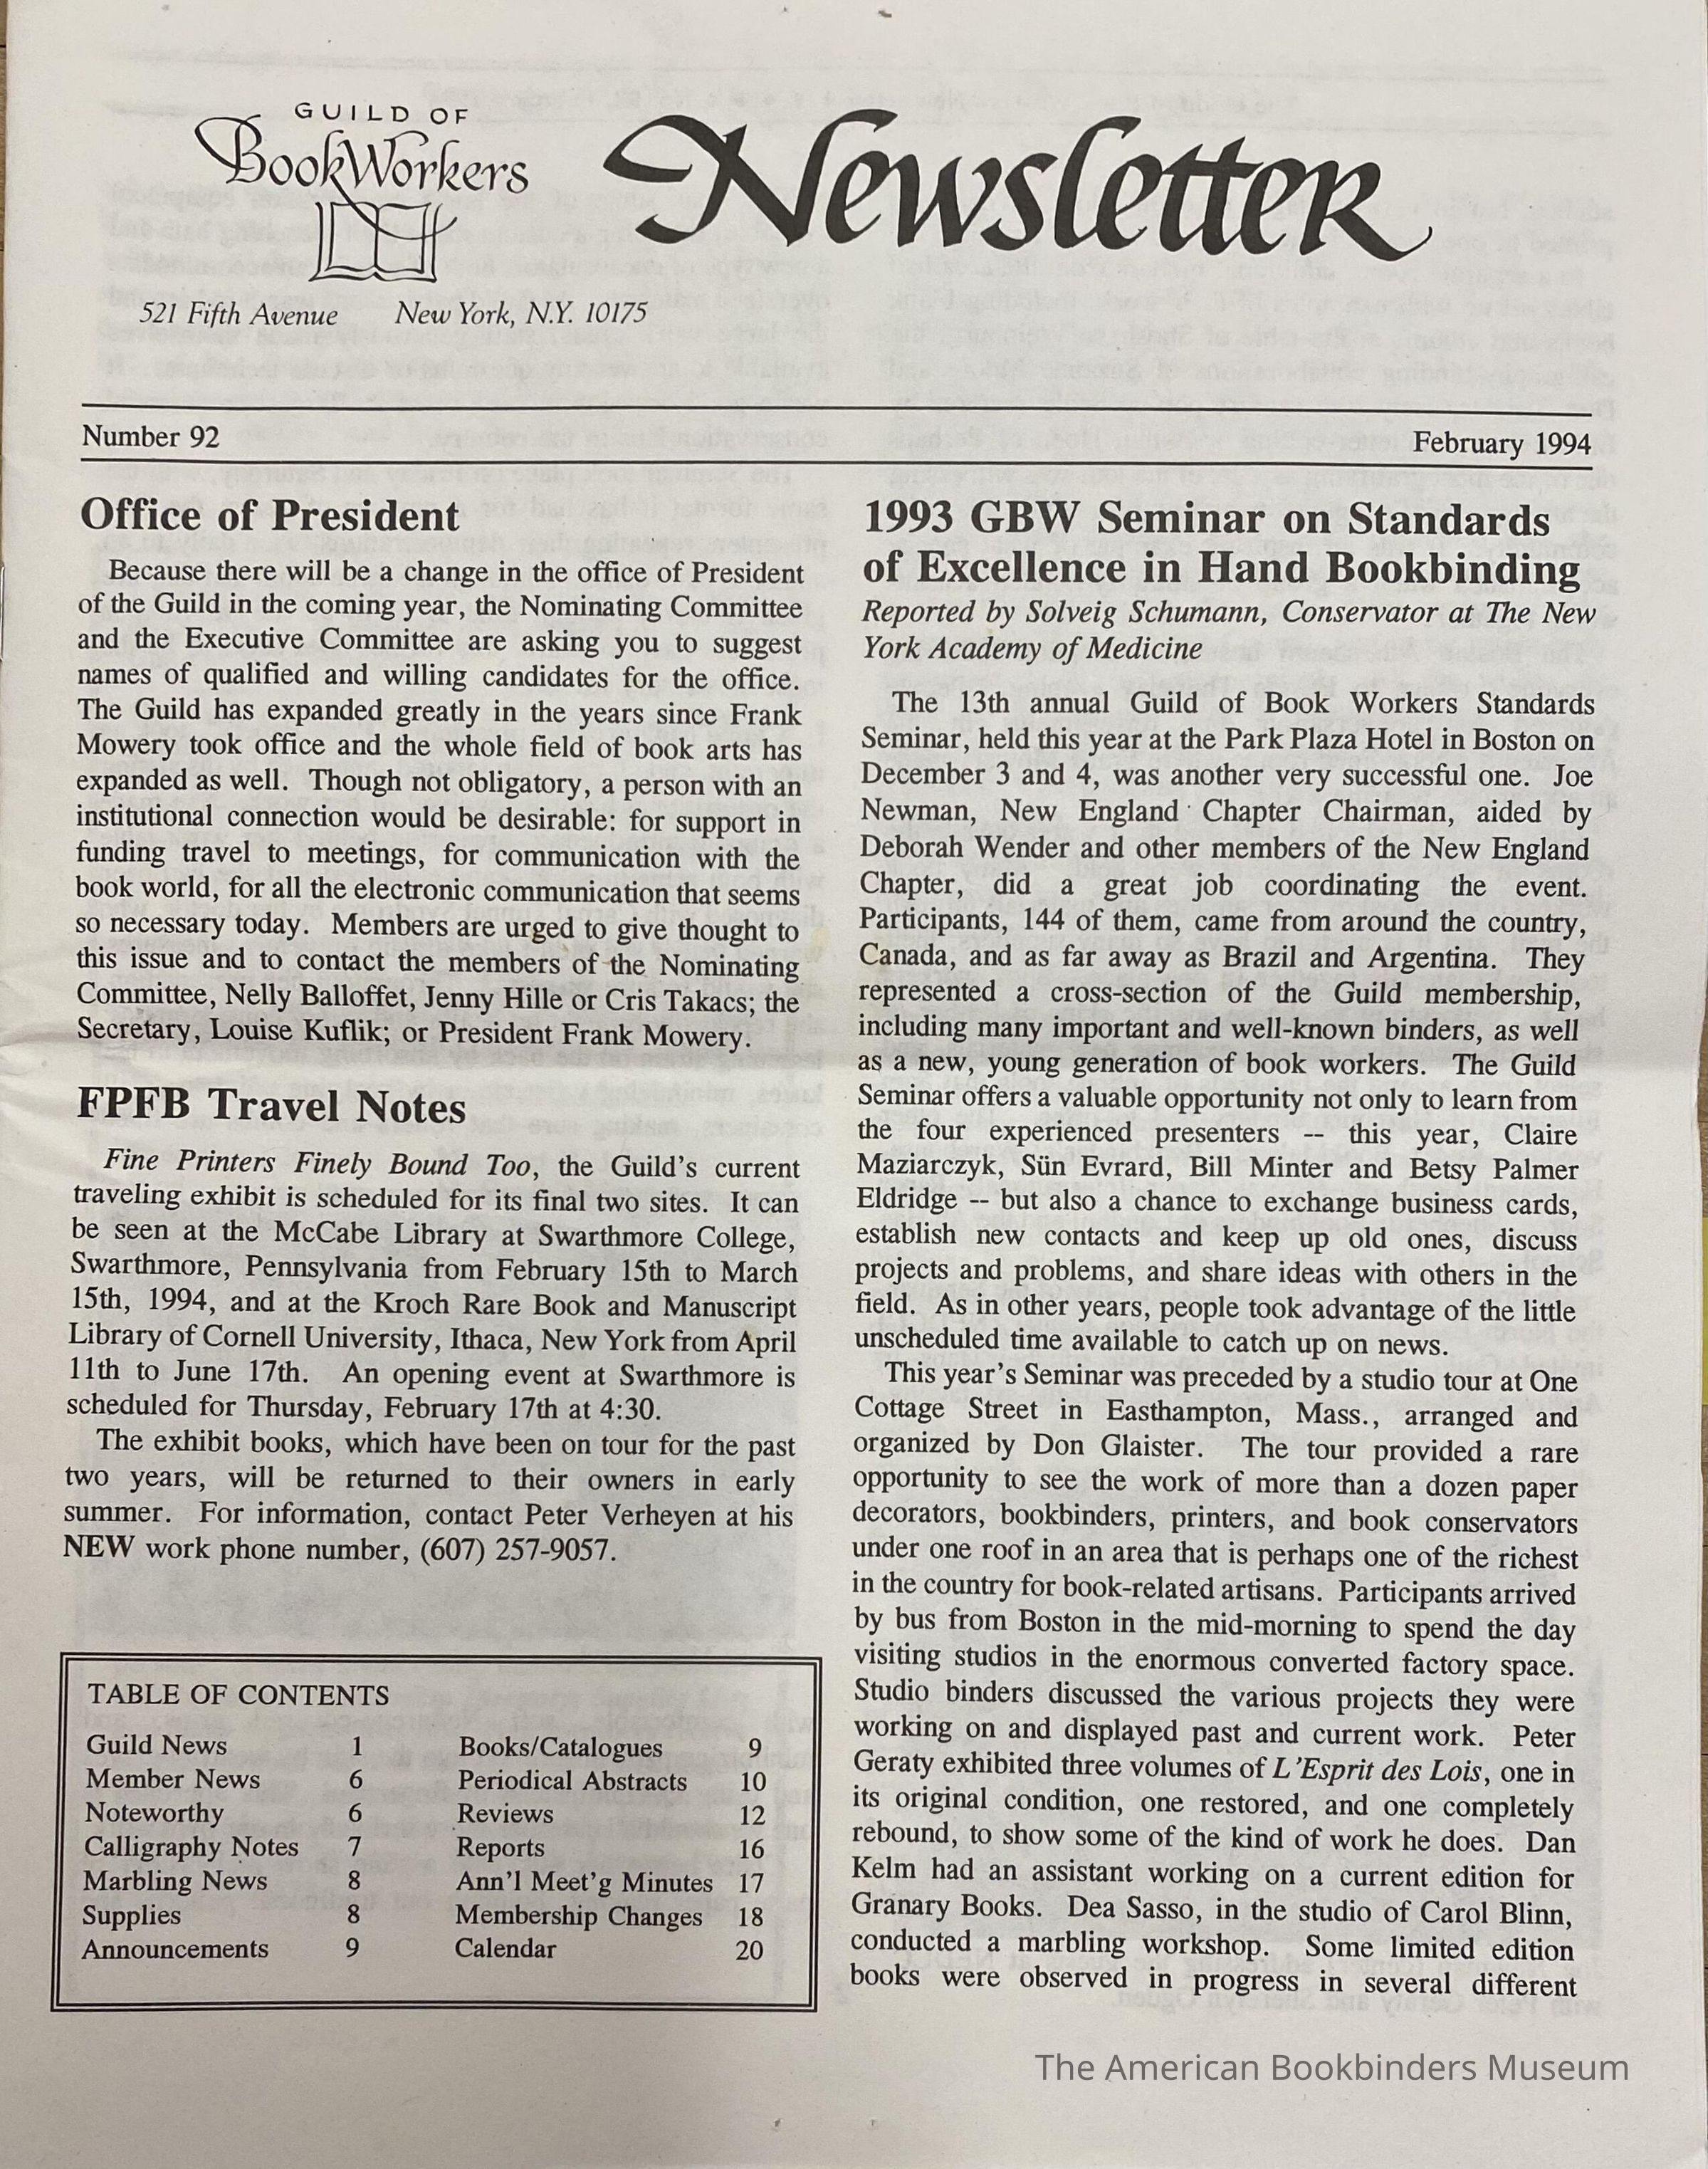 GUILD OF
BookWorkers
Newsletter
521 Fifth Avenue New York, N.Y. 10175
Number 92 February 1994
Office of President
Because there will be a change in the office of President
of the Guild in the coming year, the Nominating Committee
and the Executive Committee are asking you to suggest
names of qualified and willing candidates for the office.
The Guild has expanded greatly in the years since Frank
Mowery took office and the whole field of book arts has
expanded as well. Though not obligatory, a person with an
institutional connection would be desirable: for support in
funding travel to meetings, for communication with the
book world, for all the electronic communication that seems
so necessary today. Members are urged to give thought to
this issue and to contact the members of the Nominating
Committee, Nelly Balloffet, Jenny Hille or Cris Takacs; the
Secretary, Louise Kuflik; or President Frank Mowery.
FPFB Travel Notes
Fine Printers Finely Bound Too, the Guild's current
traveling exhibit is scheduled for its final two sites. It can
be seen at the McCabe Library at Swarthmore College,
Swarthmore, Pennsylvania from February 15th to March
15th, 1994, and at the Kroch Rare Book and Manuscript
Library of Cornell University, Ithaca, New York from April
11th to June 17th. An opening event at Swarthmore is
scheduled for Thursday, February 17th at 4:30.
The exhibit books, which have been on tour for the past
two years, will be returned to their owners in early
summer. For information, contact Peter Verheyen at his
NEW work phone number, (607) 257-9057.
TABLE OF CONTENTS
Guild News 1 Books/Catalogues 9
Member News 6 Periodical Abstracts 10
Noteworthy 6 Reviews 12
Calligraphy Notes 7 Reports 16
Marbling News 8 Ann'l Meet'g Minutes 17
Supplies 8 Membership Changes 18
Announcements 9 Calendar 20
1993 GBW Seminar on Standards
of Excellence in Hand Bookbinding
Reported by Solveig Schumann, Conservator at The New
York Academy of Medicine
The 13th annual Guild of Book Workers Standards
Seminar, held this year at the Park Plaza Hotel in Boston on
December 3 and 4, was another very successful one. Joe
Newman, New England Chapter Chairman, aided by
Deborah Wender and other members of the New England
Chapter, did a great job coordinating the event.
Participants, 144 of them, came from around the country,
Canada, and as far away as Brazil and Argentina. They
represented a cross-section of the Guild membership,
including many important and well-known binders, as well
as a new, young generation of book workers. The Guild
Seminar offers a valuable opportunity not only to learn from
the four experienced presenters -- this year, Claire
Maziarczyk, Sün Evrard, Bill Minter and Betsy Palmer
Eldridge -- but also a chance to exchange business cards,
establish new contacts and keep up old ones, discuss
projects and problems, and share ideas with others in the
field. As in other years, people took advantage of the little
unscheduled time available to catch up on news.
This year's Seminar was preceded by a studio tour at One
Cottage Street in Easthampton, Mass., arranged and
organized by Don Glaister. The tour provided a rare
opportunity to see the work of more than a dozen paper
decorators, bookbinders, printers, and book conservators
under one roof in an area that is perhaps one of the richest
in the country for book-related artisans. Participants arrived
by bus from Boston in the mid-morning to spend the day
visiting studios in the enormous converted factory space.
Studio binders discussed the various projects they were
working on and displayed past and current work. Peter
Geraty exhibited three volumes of L'Esprit des Lois, one in
its original condition, one restored, and one completely
rebound, to show some of the kind of work he does. Dan
Kelm had an assistant working on a current edition for
Granary Books. Dea Sasso, in the studio of Carol Blinn,
conducted a marbling workshop. Some limited edition
books were observed in progress in several different
The American Bookbinders Museum